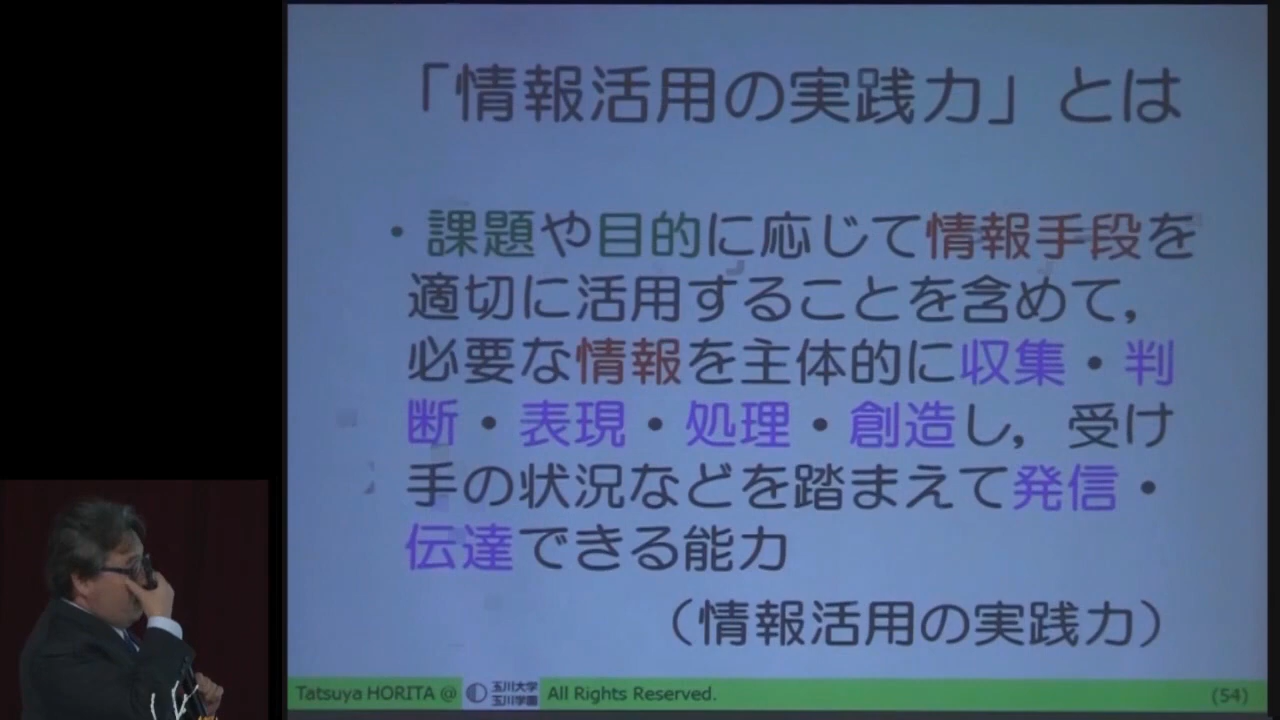 「情報活用の実践力」とは
・課題や目的に応じて情報手段を
適切に活用することを含めて，
必要な情報を主体的に収集・判
断・表現・処理・創造し，受け
手の状況などを踏まえて発信・
伝達できる能力
（情報活用の実践力）
Tatsuya HORITA @ 玉川大学 玉川学園 All Rights Reserved. (54)